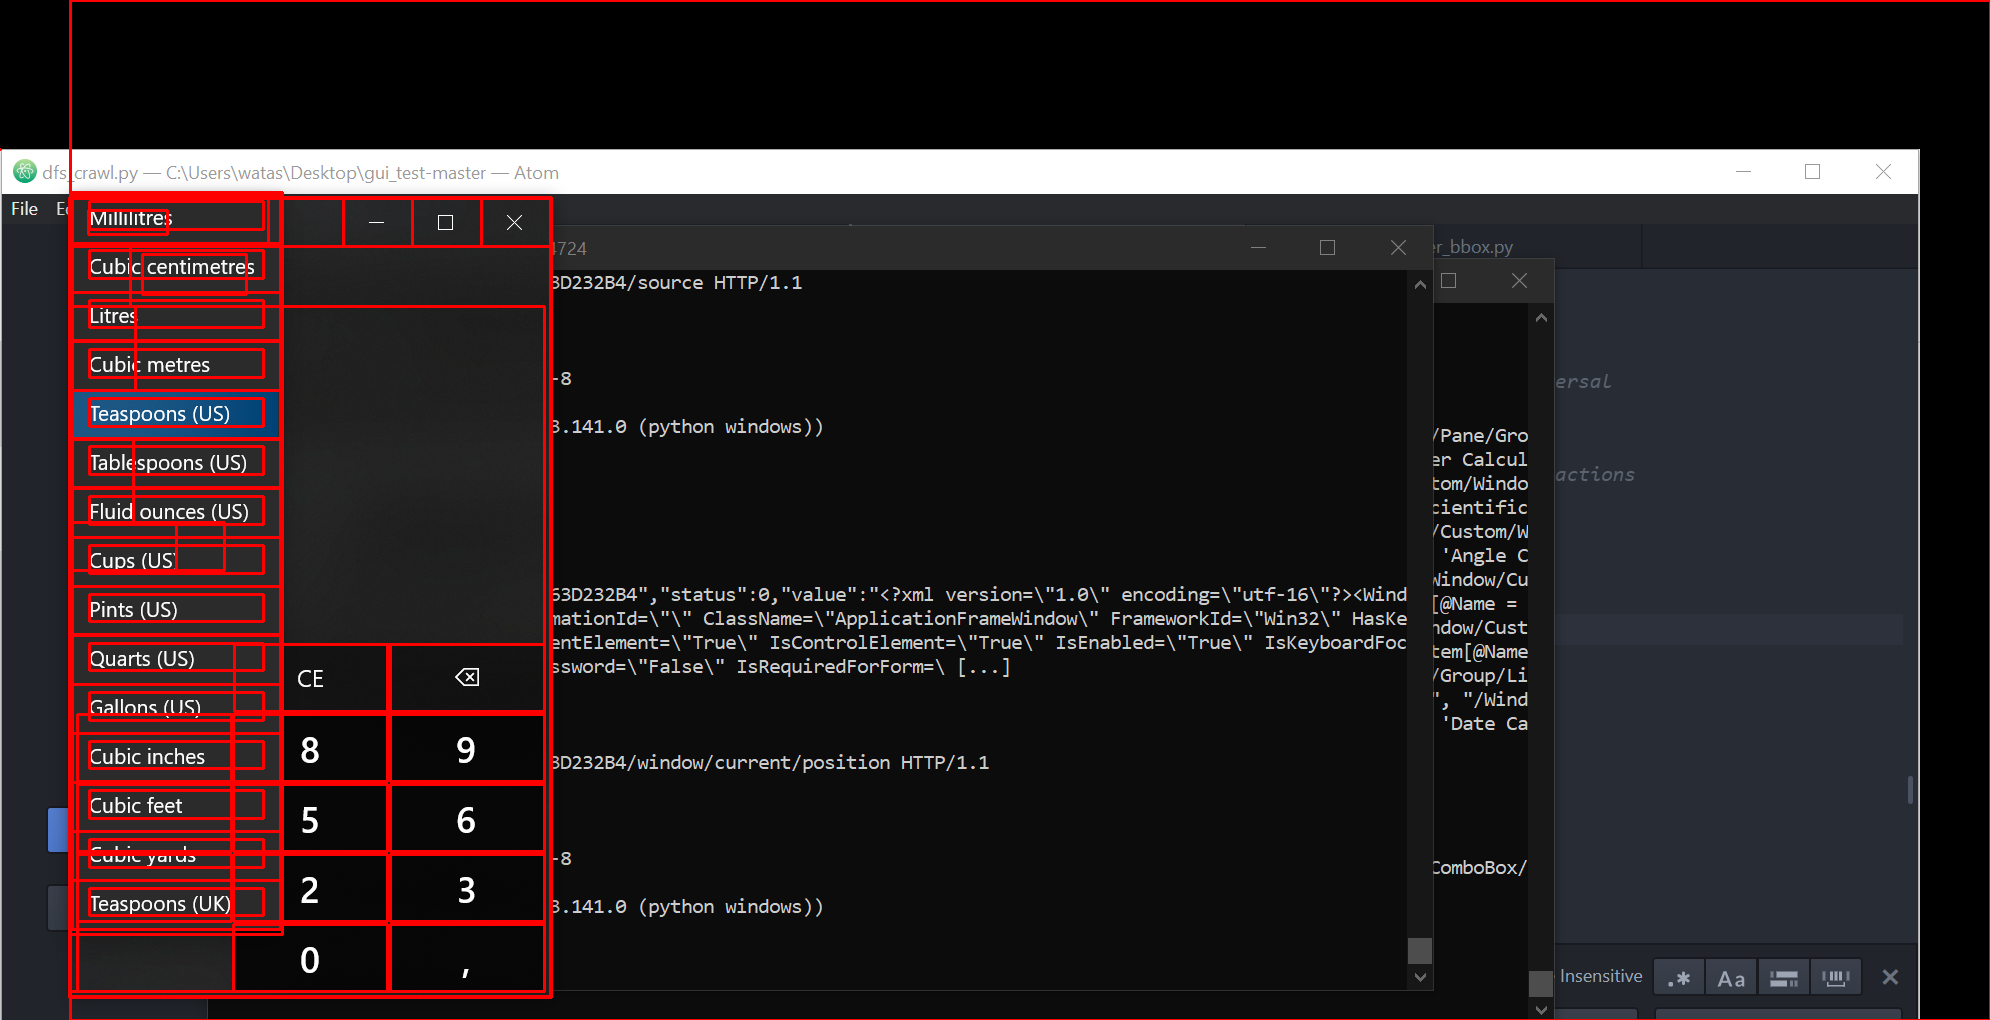 dfs_crawl.py — C:\Users\watas\Desktop\gui_test-master — Atom
File
Millilitres
Cubic centimetres
Litres
Cubic metres
Teaspoons (US)
Tablespoons (US)
Fluid ounces (US)
Cups (US)
Pints (US)
Quarts (US)
Gallons (US)
Cubic inches
Cubic feet
Cubic yards
Teaspoons (UK)
CE
8 9
5 6
2 3
0 ,
4724
3D232B4/source HTTP/1.1
-8
3.141.0 (python windows))
63D232B4","status":0,"value":"<?xml version=\"1.0\" encoding=\"utf-16\"?><Wind
mationId=\"\" ClassName=\"ApplicationFrameWindow\" FrameworkId=\"Win32\" HasKe
entElement=\"True\" IsControlElement=\"True\" IsEnabled=\"True\" IsKeyboardFoc
ssword=\"False\" IsRequiredForForm=\ [...]
3D232B4/window/current/position HTTP/1.1
-8
3.141.0 (python windows))
er_bbox.py
/Pane/Gro
er Calcul
tom/Windo
cientific
/Custom/W
'Angle C
Window/Cu
[@Name =
ndow/Cust
tem[@Name
/Group/Li
", "/Wind
'Date Ca
ComboBox/
ersal
actions
Insensitive
.* Aa